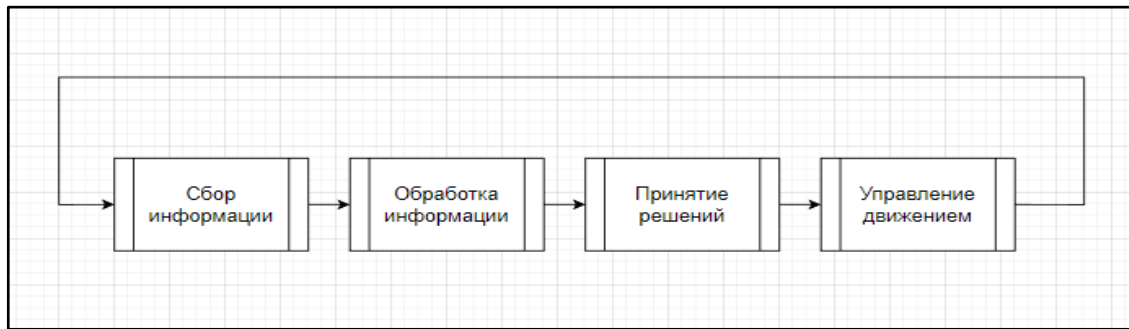 Сбор
информации
Обработка
информации
Принятие
решений
Управление
движением